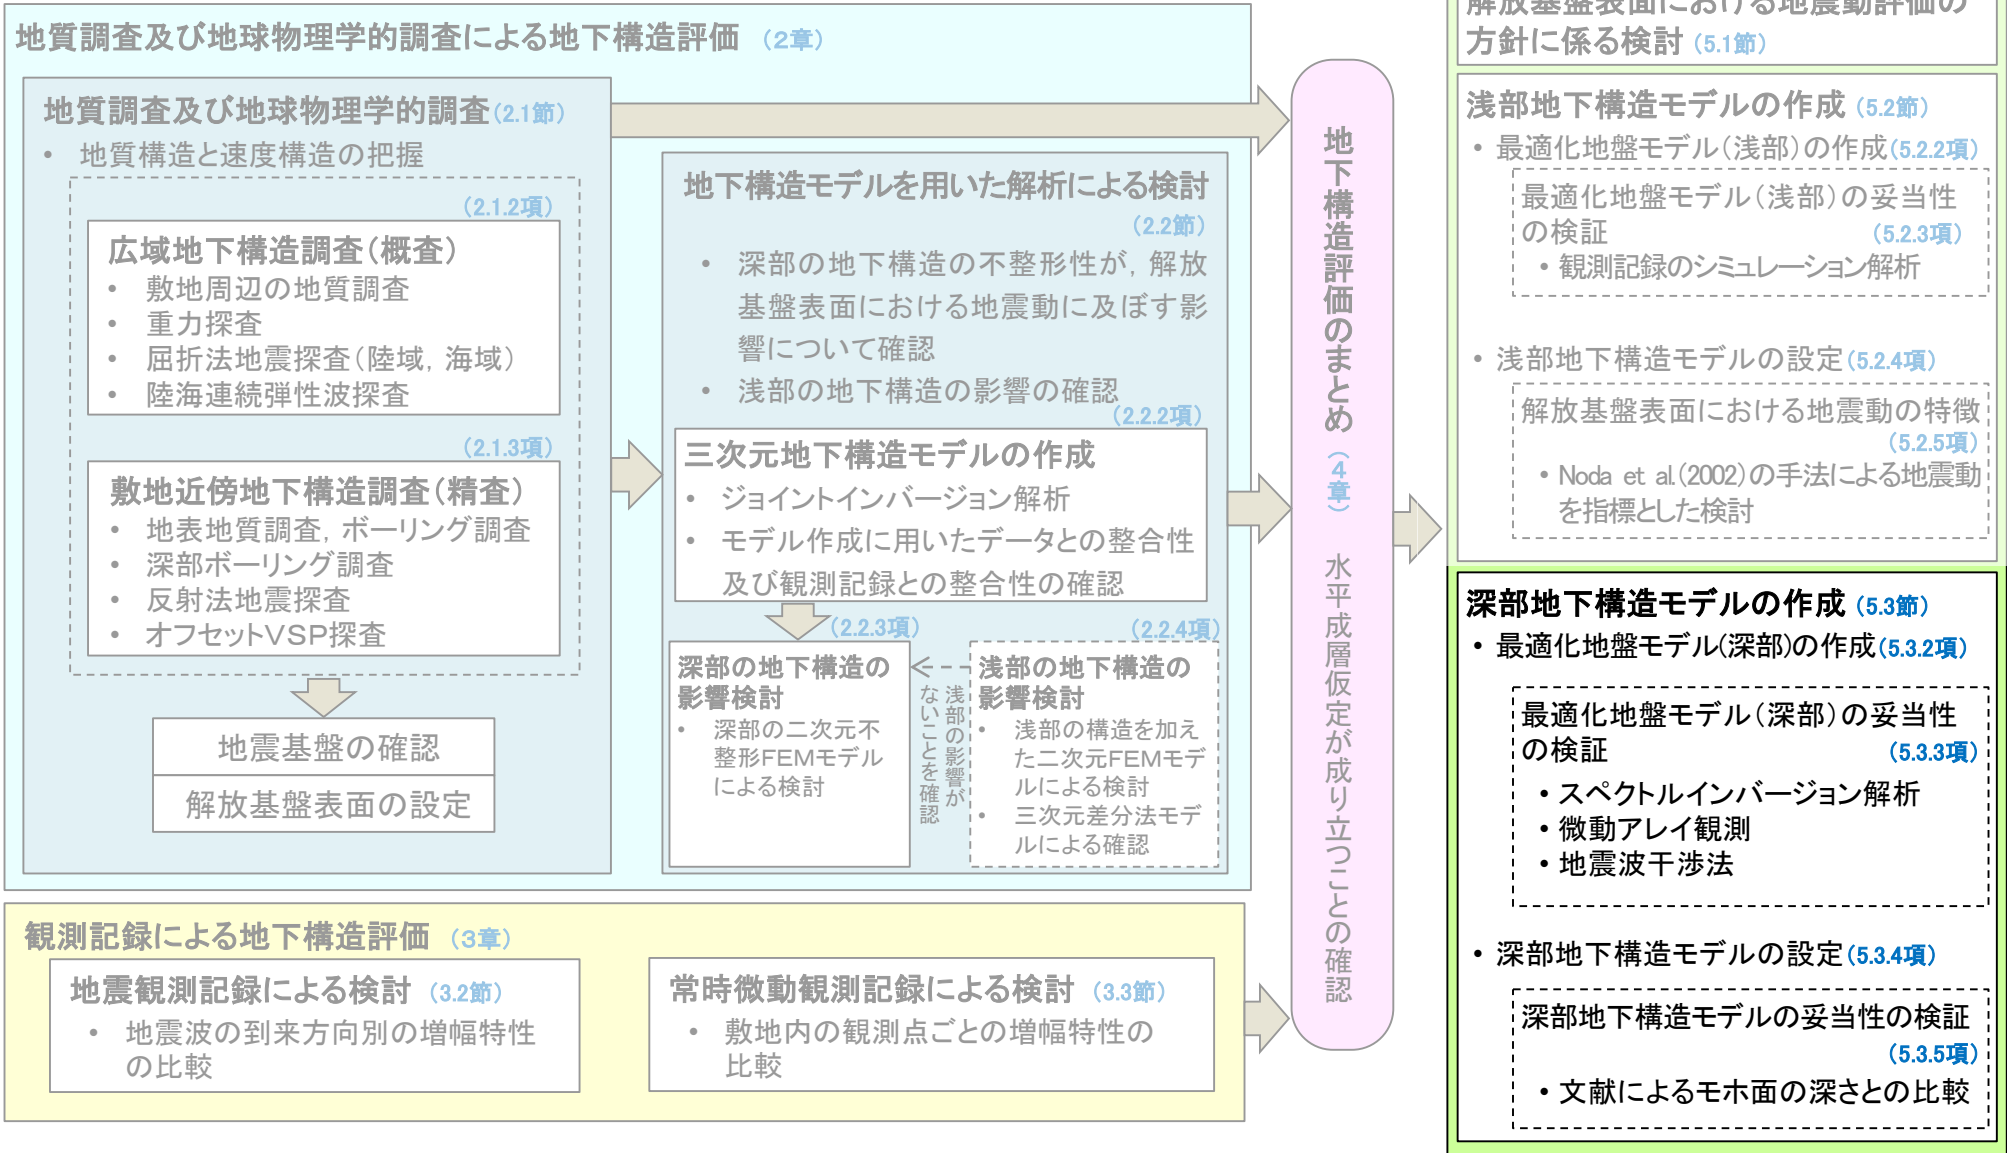 地質調査及び地球物理学的調査による地下構造評価 （2章）
地質調査及び地球物理学的調査(2.1節)
• 地質構造と速度構造の把握
(2.1.2項)
広域地下構造調査(概査)
• 敷地周辺の地質調査
• 重力探査
• 屈折法地震探査(陸域, 海域)
• 陸海連続弾性波探査
(2.1.3項)
敷地近傍地下構造調査(精査)
• 地表地質調査, ボーリング調査
• 深部ボーリング調査
• 反射法地震探査
• オフセットVSP探査
地震基盤の確認
解放基盤表面の設定
地下構造モデルを用いた解析による検討
(2.2節)
• 深部の地下構造の不整形性が, 解放
基盤表面における地震動に及ぼす影
響について確認
• 浅部の地下構造の影響の確認
(2.2.2項)
三次元地下構造モデルの作成
• ジョイントインバージョン解析
• モデル作成に用いたデータとの整合性
及び観測記録との整合性の確認
(2.2.3項)
深部の地下構造の
影響検討
• 深部の二次元不
整形FEMモデル
による検討
浅部の影響が
ないことを確認
(2.2.4項)
浅部の地下構造の
影響検討
• 浅部の構造を加え
た二次元FEMモデ
ルによる検討
• 三次元差分法モデ
ルによる確認
観測記録による地下構造評価 （3章）
地震観測記録による検討 (3.2節)
• 地震波の到来方向別の増幅特性
の比較
常時微動観測記録による検討 (3.3節)
• 敷地内の観測点ごとの増幅特性の
比較
地下構造評価のまとめ（4章） 水平成層仮定が成り立つことの確認
解放基盤表面における地震動評価の
方針に係る検討 (5.1節)
浅部地下構造モデルの作成 (5.2節)
• 最適化地盤モデル(浅部)の作成(5.2.2項)
最適化地盤モデル(浅部)の妥当性
の検証 (5.2.3項)
• 観測記録のシミュレーション解析
• 浅部地下構造モデルの設定(5.2.4項)
解放基盤表面における地震動の特徴
(5.2.5項)
• Noda et al.(2002)の手法による地震動
を指標とした検討
深部地下構造モデルの作成 (5.3節)
• 最適化地盤モデル(深部)の作成(5.3.2項)
最適化地盤モデル(深部)の妥当性
の検証 (5.3.3項)
• スペクトルインバージョン解析
• 微動アレイ観測
• 地震波干渉法
• 深部地下構造モデルの設定(5.3.4項)
深部地下構造モデルの妥当性の検証
(5.3.5項)
• 文献によるモホ面の深さとの比較